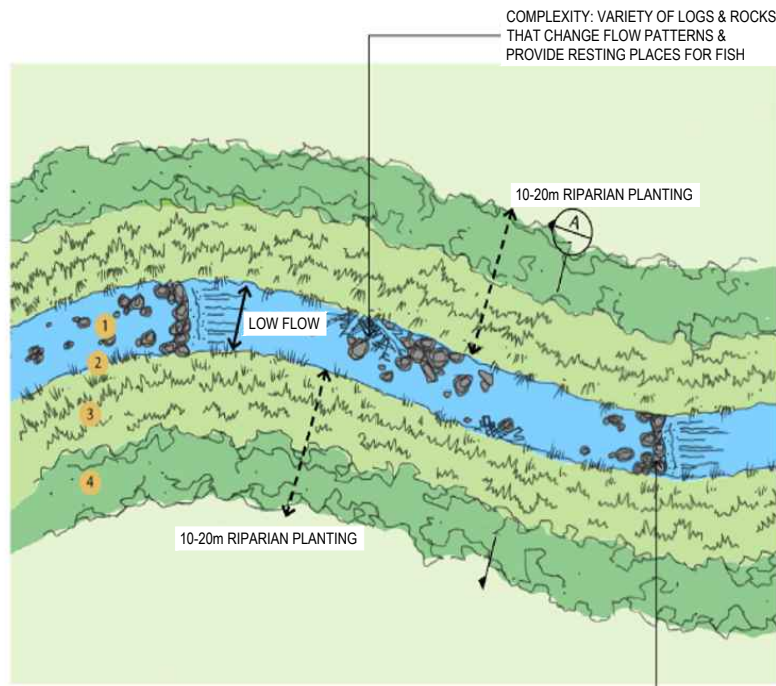 COMPLEXITY: VARIETY OF LOGS & ROCKS
THAT CHANGE FLOW PATTERNS &
PROVIDE RESTING PLACES FOR FISH
10-20m RIPARIAN PLANTING
A
LOW FLOW
1
2
3
4
10-20m RIPARIAN PLANTING